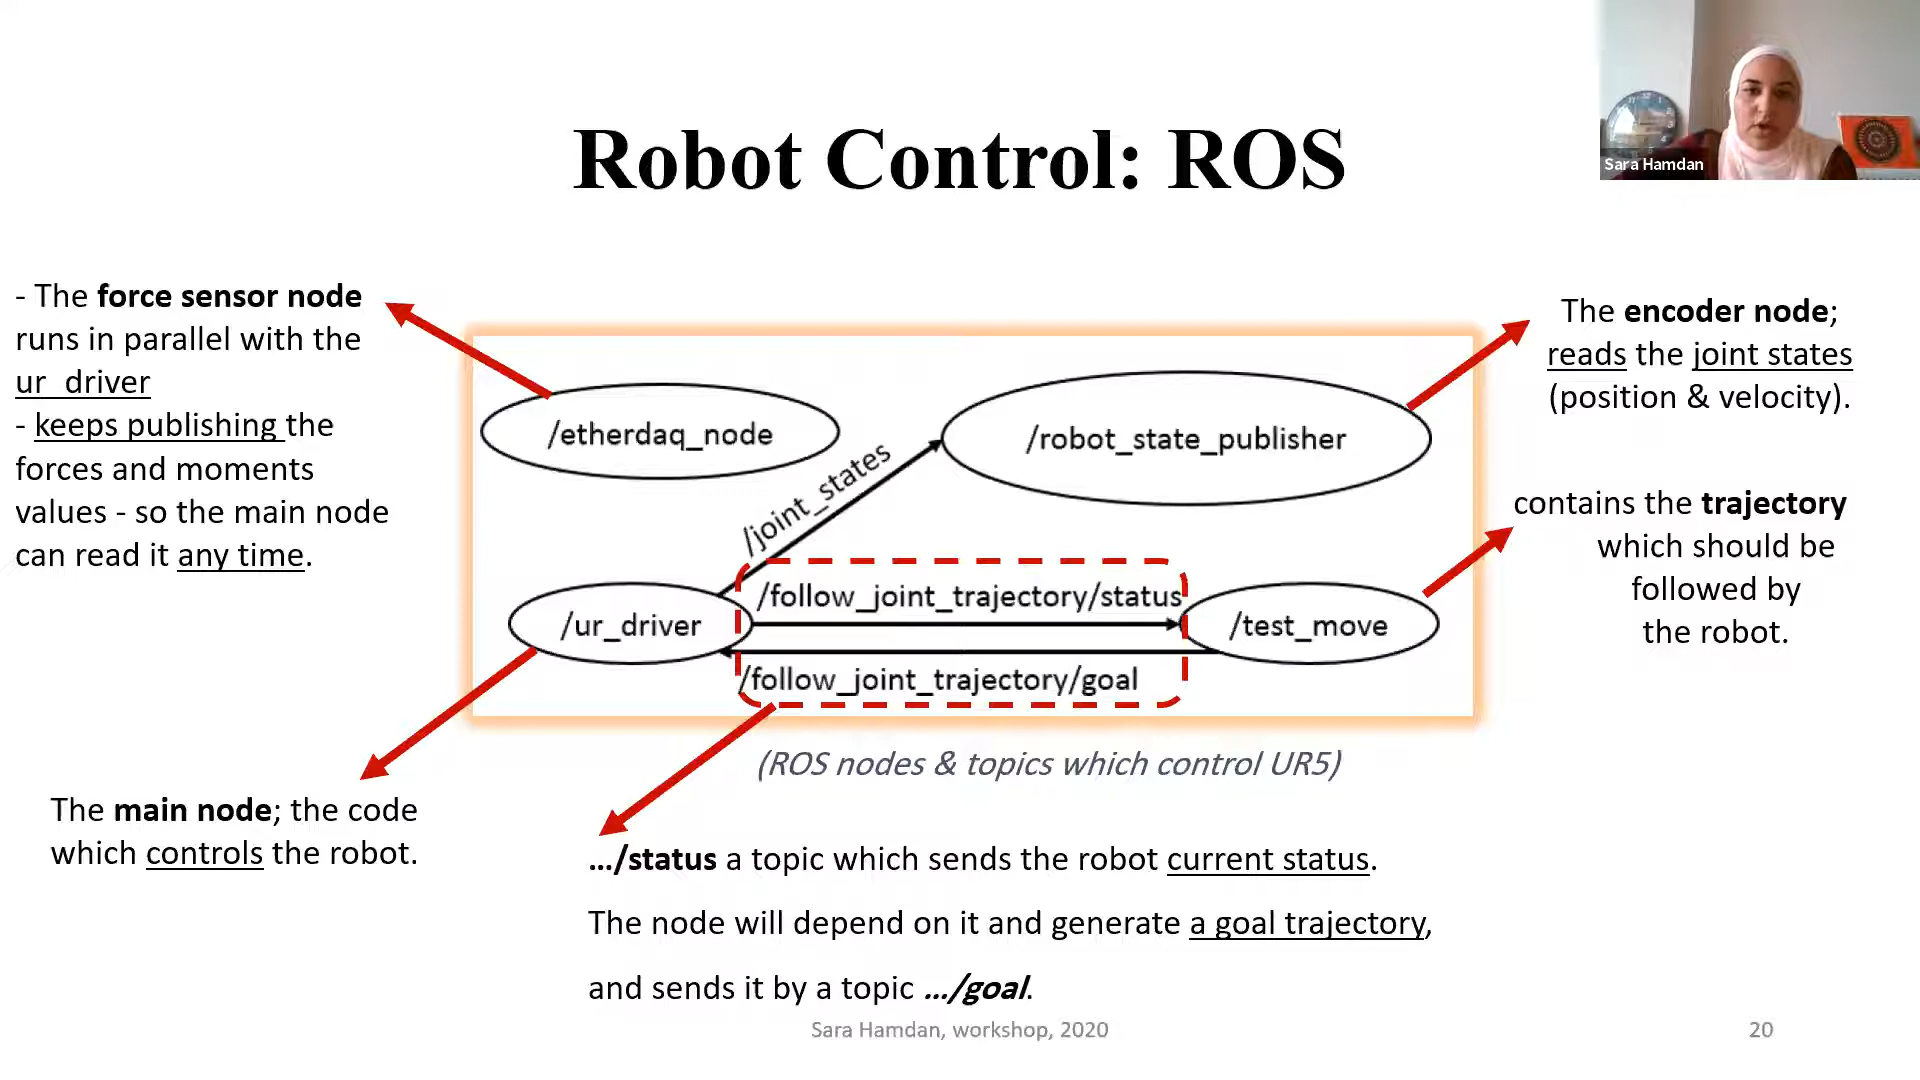 Sara Hamdan
Robot Control: ROS
- The force sensor node
runs in parallel with the
ur_driver
- keeps publishing the
forces and moments
values - so the main node
can read it any time.
The encoder node;
reads the joint states
(position & velocity).
contains the trajectory
which should be
followed by
the robot.
/etherdaq_node
/robot_state_publisher
/joint_states
/follow_joint_trajectory/status
/ur_driver
/test_move
/follow_joint_trajectory/goal
(ROS nodes & topics which control UR5)
The main node; the code
which controls the robot.
.../status a topic which sends the robot current status.
The node will depend on it and generate a goal trajectory,
and sends it by a topic .../goal.
Sara Hamdan, workshop, 2020
20